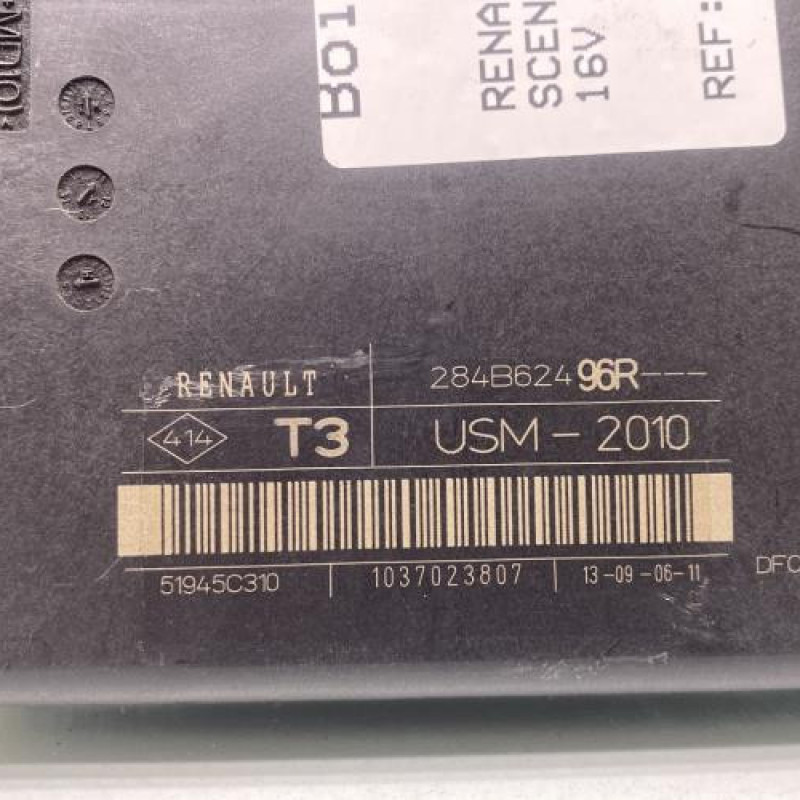 B01
RENA
SCEN
16V
REF:
RENAULT
284B62496R---
414
T3
USM-2010
51945C310
1037023807
13-09-06-11
DFC